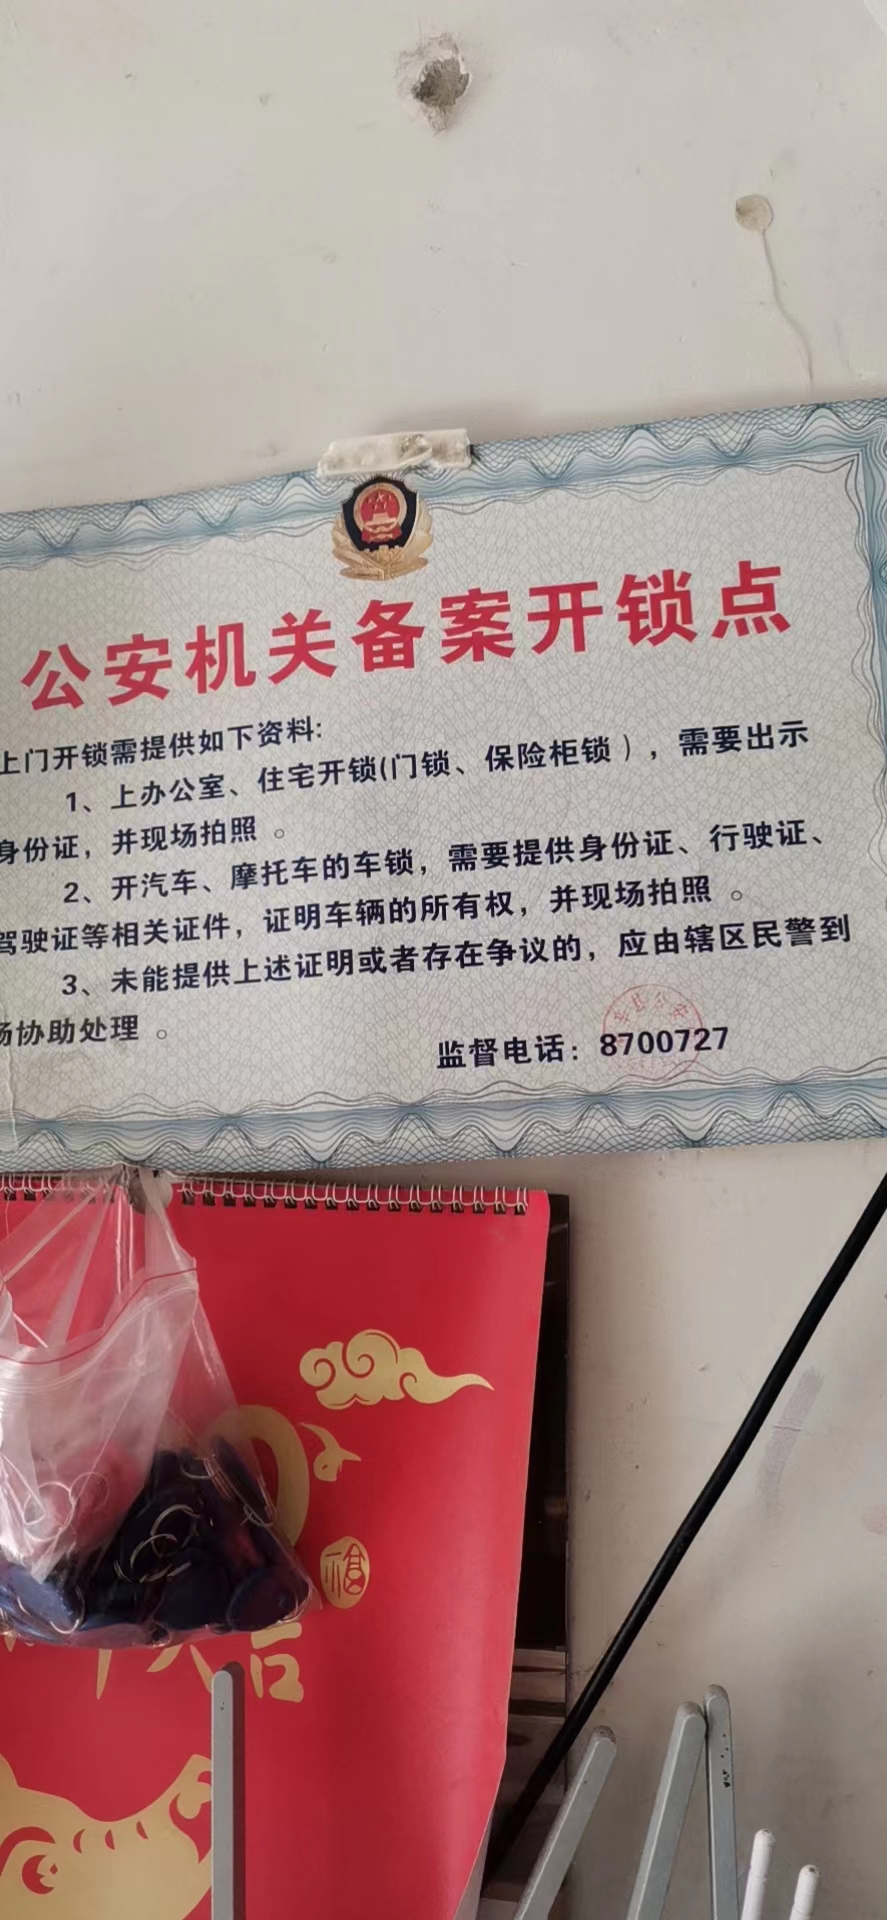 公安机关备案开锁点
上门开锁需提供如下资料:
1、上办公室、住宅开锁(门锁、保险柜锁），需要出示
身份证，并现场拍照。
2、开汽车、摩托车的车锁，需要提供身份证、行驶证、
驾驶证等相关证件，证明车辆的所有权，并现场拍照。
3、未能提供上述证明或者存在争议的，应由辖区民警到
场协助处理。
监督电话：8700727
福
大吉